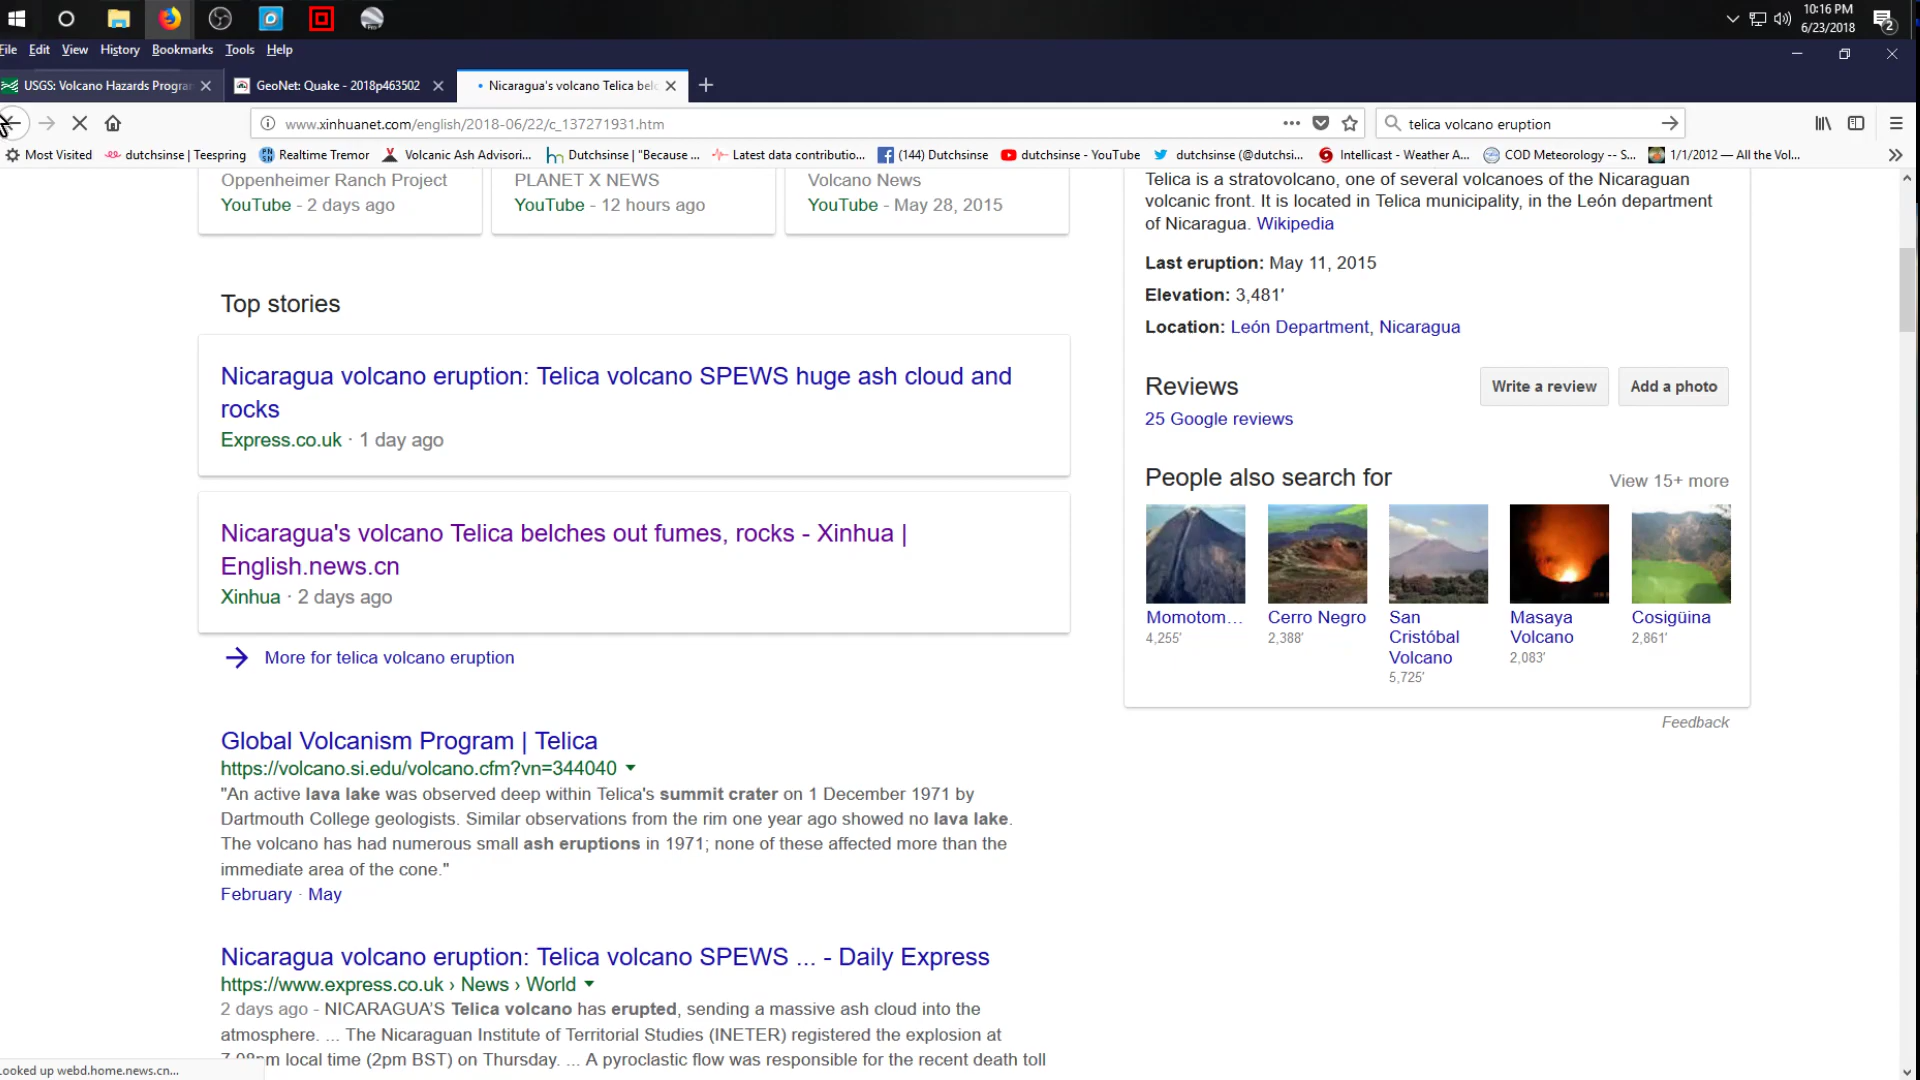 10:16 PM
6/23/2018
2
File Edit View History Bookmarks Tools Help
USGS: Volcano Hazards Progra
GeoNet: Quake - 2018p463502
Nicaragua's volcano Telica belc
www.xinhuanet.com/english/2018-06/22/c_137271931.htm
telica volcano eruption
Most Visited
dutchsinse | Teespring
Realtime Tremor
Volcanic Ash Advisori...
Dutchsinse | "Because ...
Latest data contributio...
(144) Dutchsinse
dutchsinse - YouTube
dutchsinse (@dutchsi...
Intellicast - Weather A...
COD Meteorology -- S...
1/1/2012 — All the Vol...
Oppenheimer Ranch Project
YouTube - 2 days ago
PLANET X NEWS
YouTube - 12 hours ago
Volcano News
YouTube - May 28, 2015
Top stories
Nicaragua volcano eruption: Telica volcano SPEWS huge ash cloud and
rocks
Express.co.uk · 1 day ago
Nicaragua's volcano Telica belches out fumes, rocks - Xinhua |
English.news.cn
Xinhua · 2 days ago
More for telica volcano eruption
Global Volcanism Program | Telica
https://volcano.si.edu/volcano.cfm?vn=344040
"An active lava lake was observed deep within Telica's summit crater on 1 December 1971 by
Dartmouth College geologists. Similar observations from the rim one year ago showed no lava lake.
The volcano has had numerous small ash eruptions in 1971; none of these affected more than the
immediate area of the cone."
February · May
Nicaragua volcano eruption: Telica volcano SPEWS ... - Daily Express
https://www.express.co.uk › News › World
2 days ago - NICARAGUA'S Telica volcano has erupted, sending a massive ash cloud into the
atmosphere. ... The Nicaraguan Institute of Territorial Studies (INETER) registered the explosion at
7.08pm local time (2pm BST) on Thursday. ... A pyroclastic flow was responsible for the recent death toll
Telica is a stratovolcano, one of several volcanoes of the Nicaraguan
volcanic front. It is located in Telica municipality, in the León department
of Nicaragua. Wikipedia
Last eruption: May 11, 2015
Elevation: 3,481′
Location: León Department, Nicaragua
Reviews
Write a review
Add a photo
25 Google reviews
People also search for
View 15+ more
Momotom...
4,255′
Cerro Negro
2,388′
San
Cristóbal
Volcano
5,725′
Masaya
Volcano
2,083′
Cosigüina
2,861′
Feedback
Looked up webd.home.news.cn...